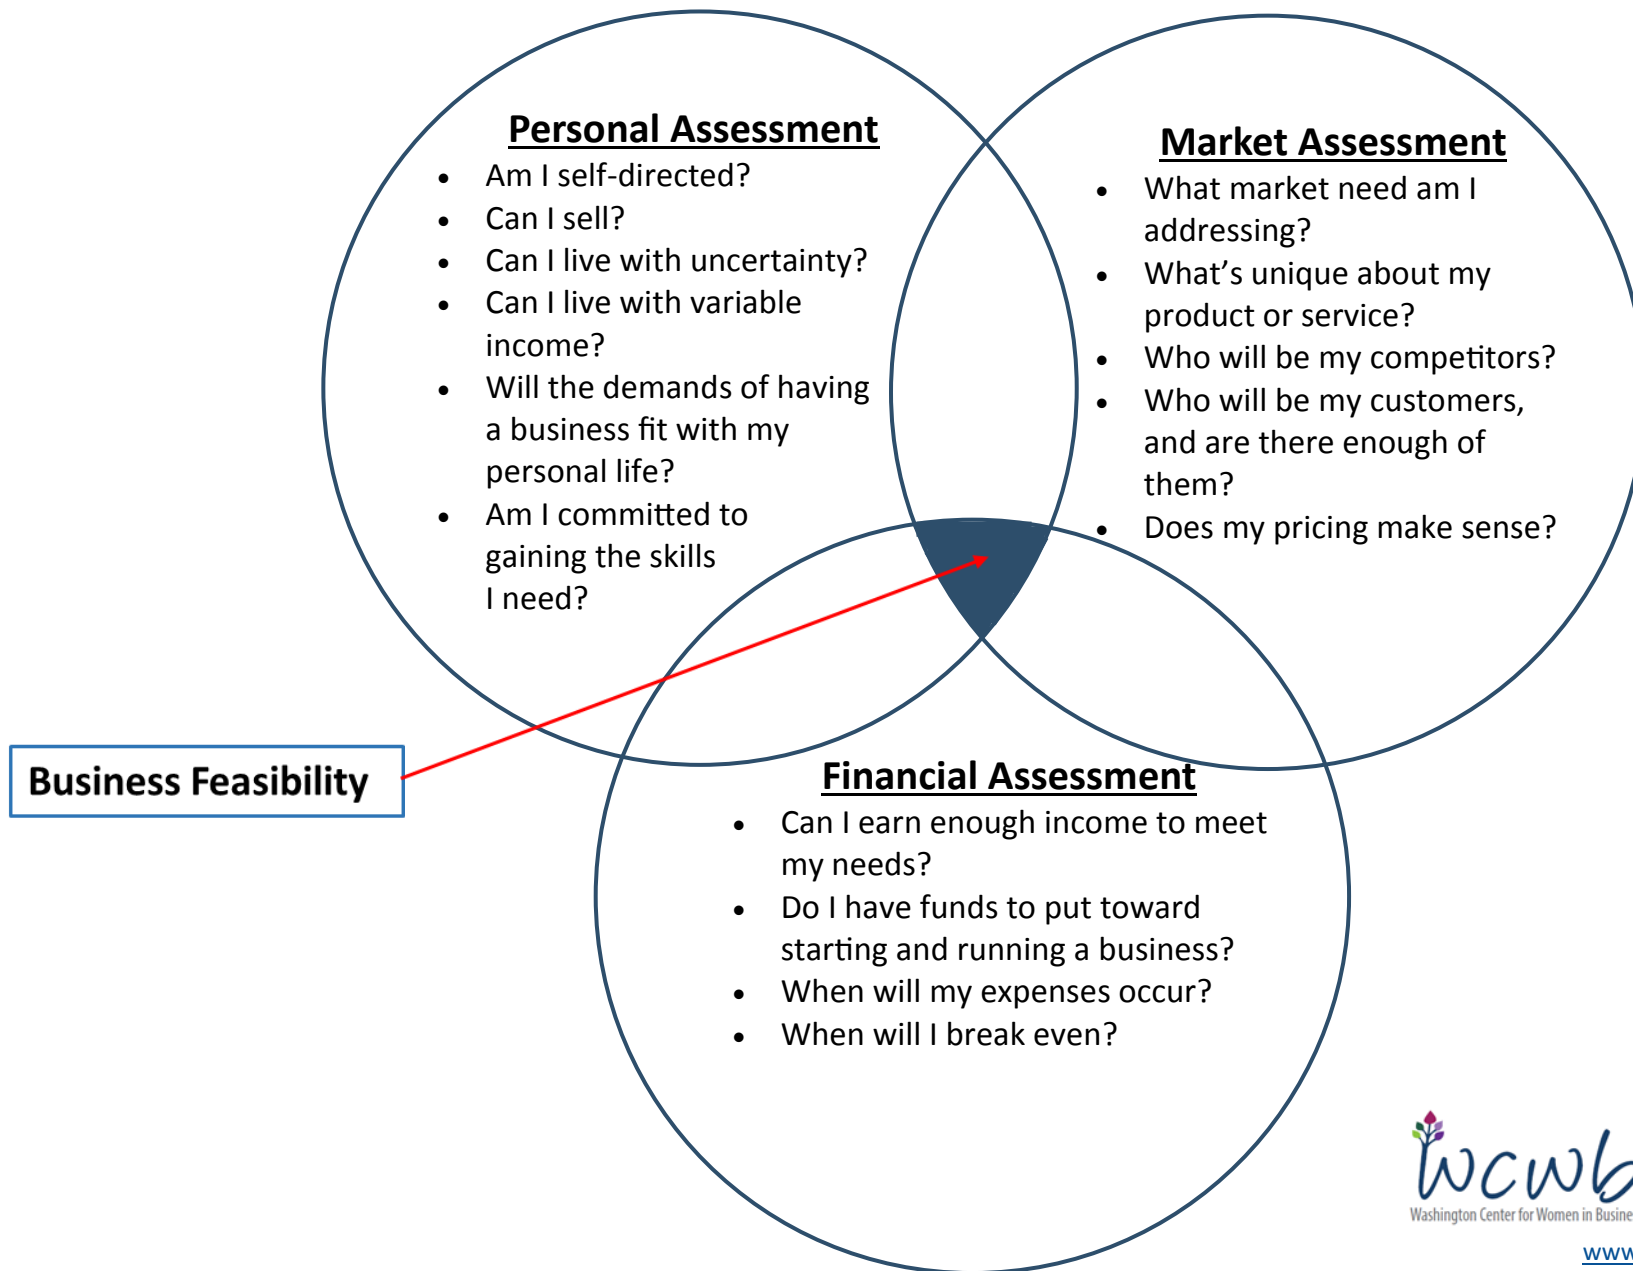 Personal Assessment
• Am I self-directed?
• Can I sell?
• Can I live with uncertainty?
• Can I live with variable
income?
• Will the demands of having
a business fit with my
personal life?
• Am I committed to
gaining the skills
I need?
Market Assessment
• What market need am I
addressing?
• What’s unique about my
product or service?
• Who will be my competitors?
• Who will be my customers,
and are there enough of
them?
• Does my pricing make sense?
Business Feasibility
Financial Assessment
• Can I earn enough income to meet
my needs?
• Do I have funds to put toward
starting and running a business?
• When will my expenses occur?
• When will I break even?
wcwb
Washington Center for Women in Busine
www